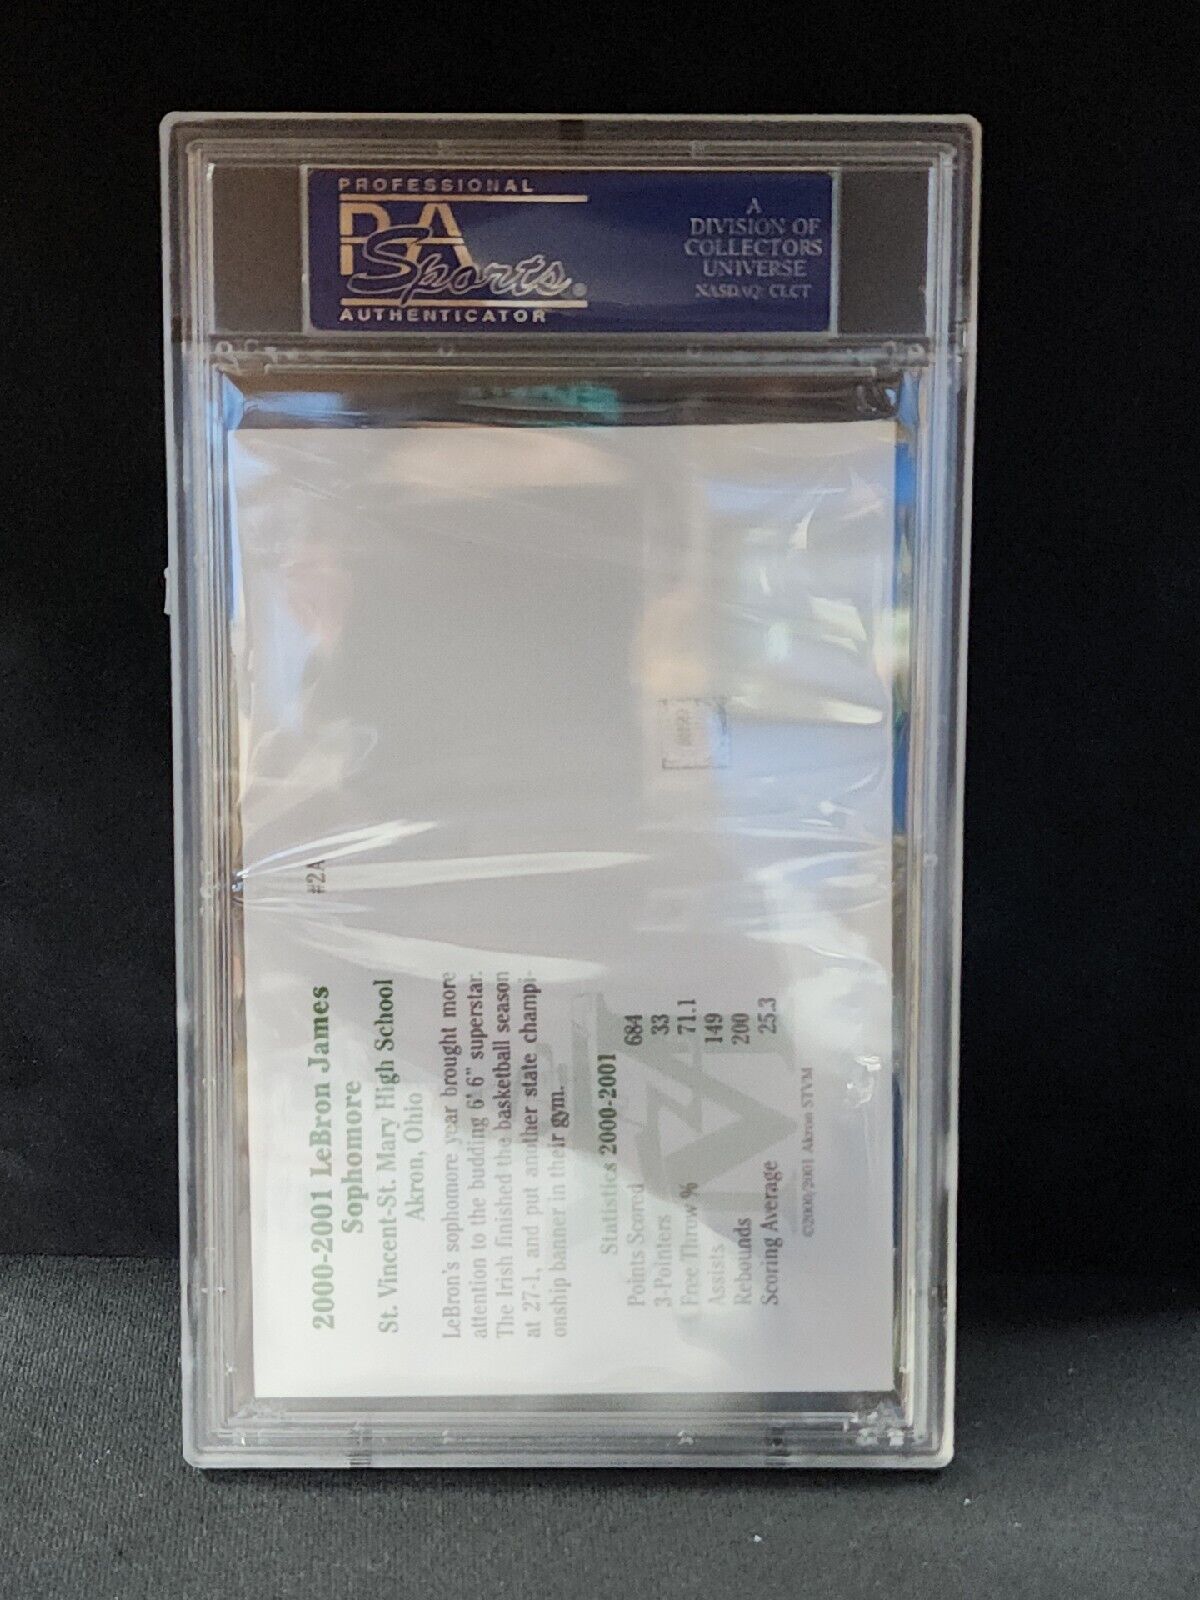 PROFESSIONAL
PSA
Sports®
AUTHENTICATOR
A
DIVISION OF
COLLECTORS
UNIVERSE
NASDAQ: CLCT
#2A
2000-2001 LeBron James
Sophomore
St. Vincent-St. Mary High School
Akron, Ohio
LeBron's sophomore year brought more
attention to the budding 6' 6" superstar.
The Irish finished the basketball season
at 27-1, and put another state champi-
onship banner in their gym.
Statistics 2000-2001
Points Scored 684
3-Pointers 33
Free Throw % 71.1
Assists 149
Rebounds 200
Scoring Average 25.3
©2000/2001 Akron STVM